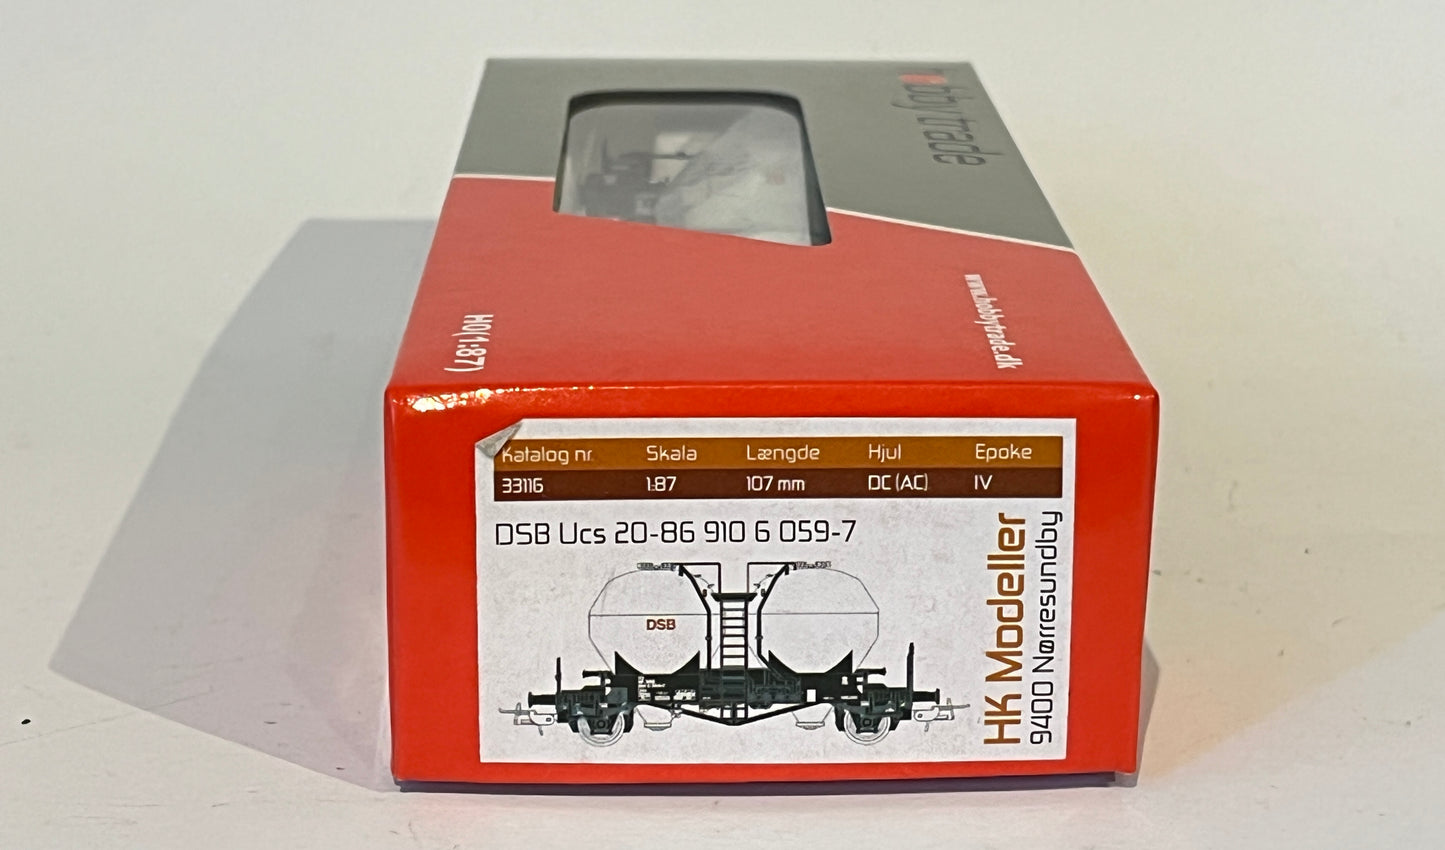 bbytrade
www.hobbytrade.dk
H0(1:87)
Katalog nr. Skala Længde Hjul Epoke
33116 1:87 107 mm DC (AC) IV
DSB Ucs 20-86 910 6 059-7
DSB
HK Modeller
9400 Nørresundby